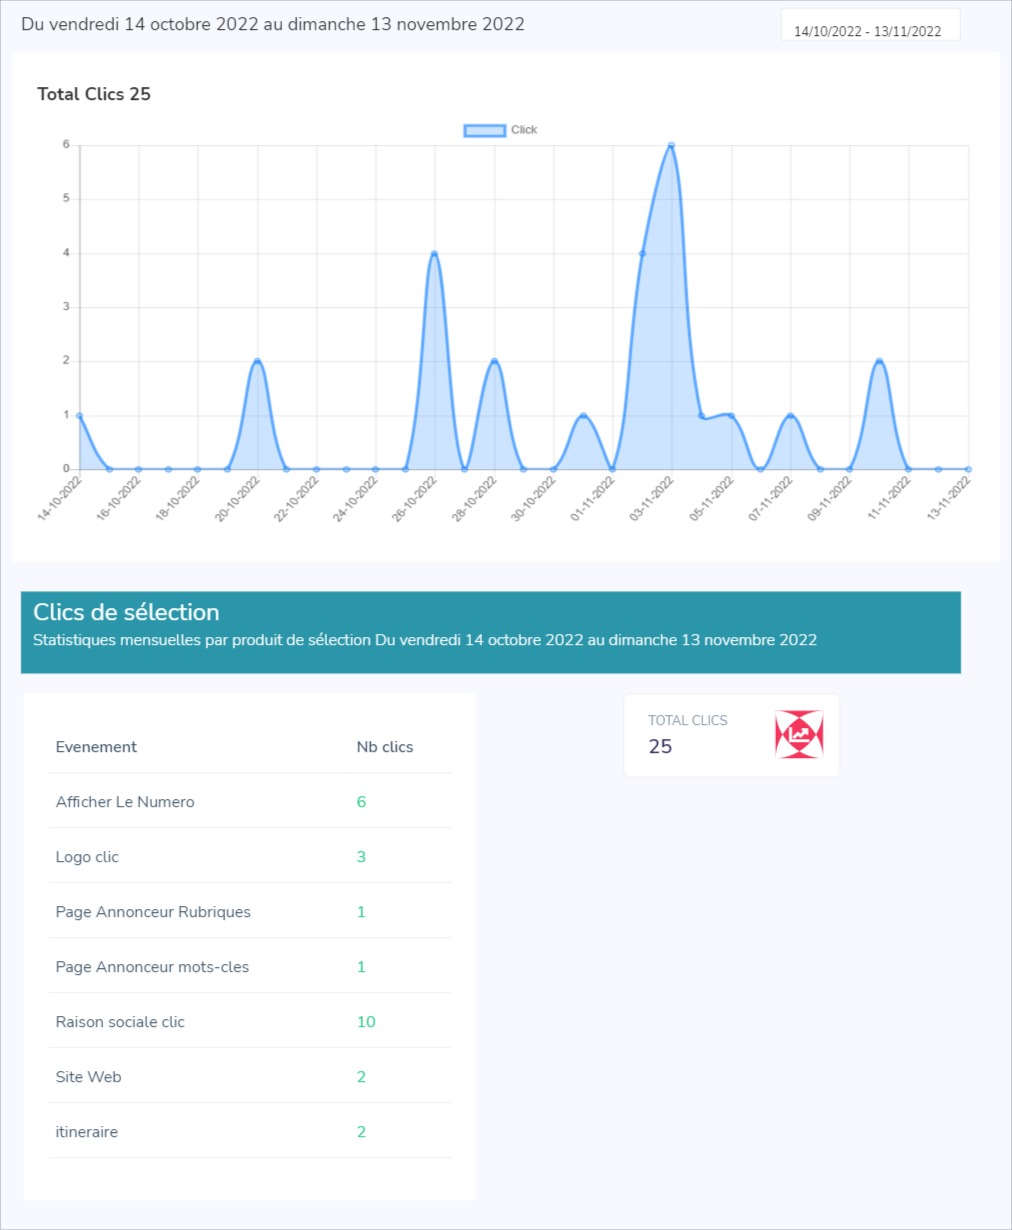 Du vendredi 14 octobre 2022 au dimanche 13 novembre 2022
14/10/2022 - 13/11/2022
Total Clics 25
Click
6
5
4
3
2
1
0
14-10-2022
16-10-2022
18-10-2022
20-10-2022
22-10-2022
24-10-2022
26-10-2022
28-10-2022
30-10-2022
01-11-2022
03-11-2022
05-11-2022
07-11-2022
09-11-2022
11-11-2022
13-11-2022
Clics de sélection
Statistiques mensuelles par produit de sélection Du vendredi 14 octobre 2022 au dimanche 13 novembre 2022
Evenement Nb clics
Afficher Le Numero 6
Logo clic 3
Page Annonceur Rubriques 1
Page Annonceur mots-cles 1
Raison sociale clic 10
Site Web 2
itineraire 2
TOTAL CLICS
25